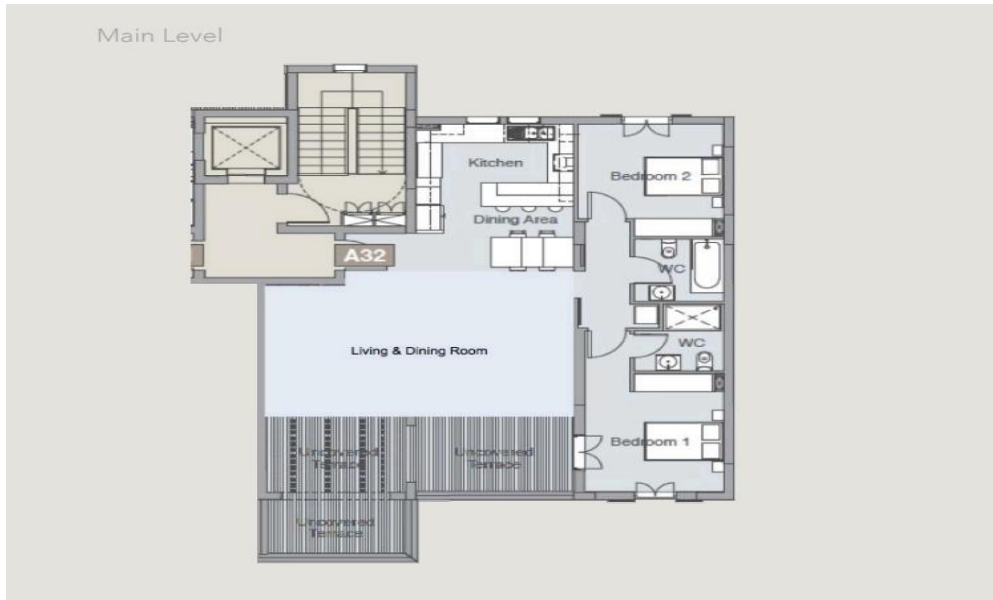 Main Level
Kitchen
Bedroom 2
Dining Area
A32
WC
Living & Dining Room
WC
Bedroom 1
Uncovered
Terrace
Uncovered
Terrace
Uncovered
Terrace